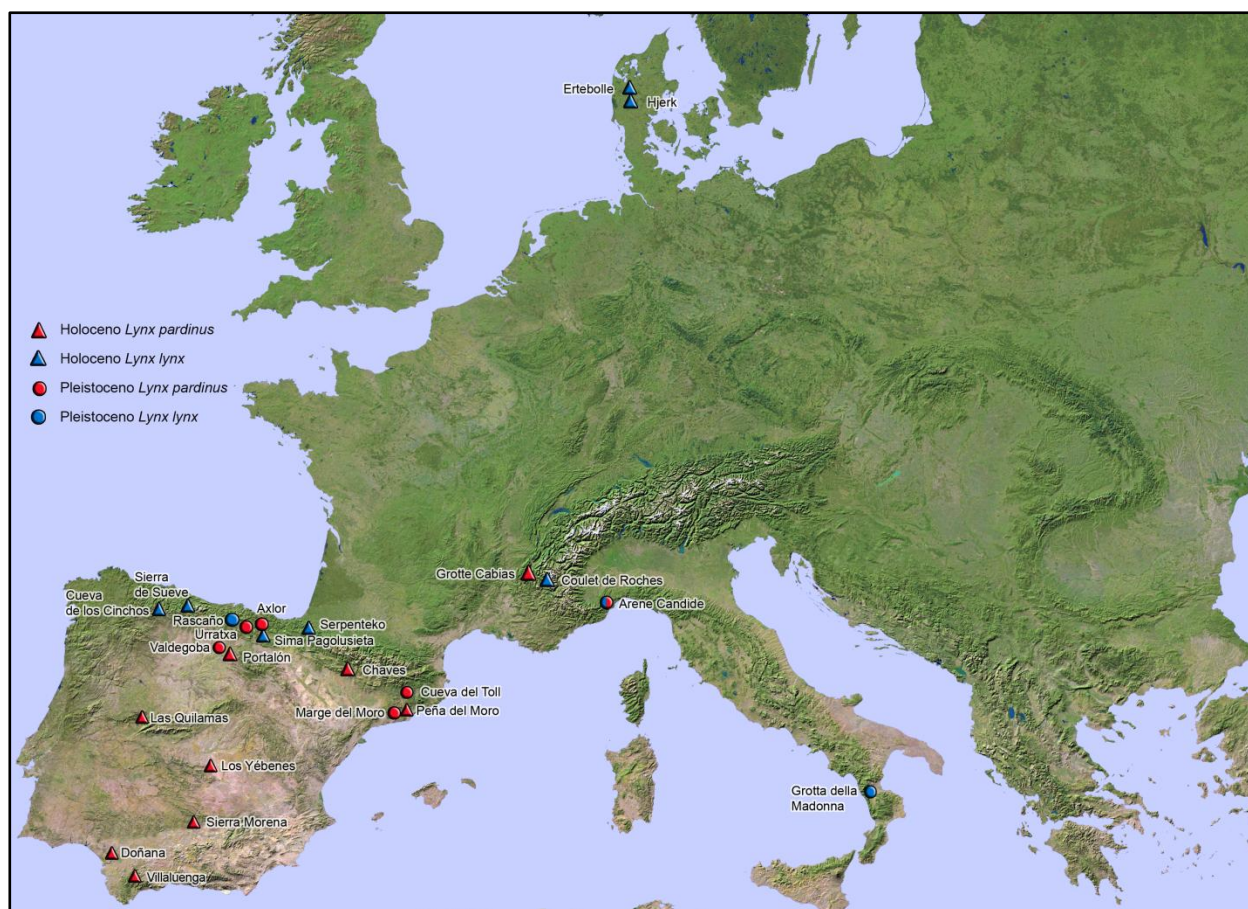 Ertebolle
Hjerk
Holoceno Lynx pardinus
Holoceno Lynx lynx
Pleistoceno Lynx pardinus
Pleistoceno Lynx lynx
Grotte Cabias
Coulet de Roches
Arene Candide
Sierra
de Sueve
Cueva
de los Cinchos
Rascaño
Axlor
Urratxa
Serpenteko
Sima Pagolusieta
Valdegoba
Portalón
Chaves
Cueva del Toll
Marge del Moro
Peña del Moro
Las Quilamas
Los Yébenes
Grotta della
Madonna
Sierra Morena
Doñana
Villaluenga